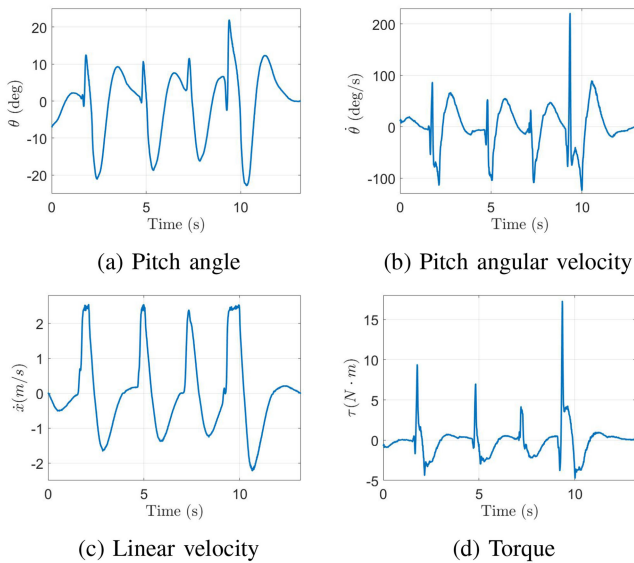 20
10
0
-10
-20
θ (deg)
0
5
10
Time (s)
(a) Pitch angle
200
100
0
-100
θ̇ (deg/s)
0
5
10
Time (s)
(b) Pitch angular velocity
2
1
0
-1
-2
ẋ(m/s)
0
5
10
Time (s)
(c) Linear velocity
15
10
5
0
-5
τ(N · m)
0
5
10
Time (s)
(d) Torque